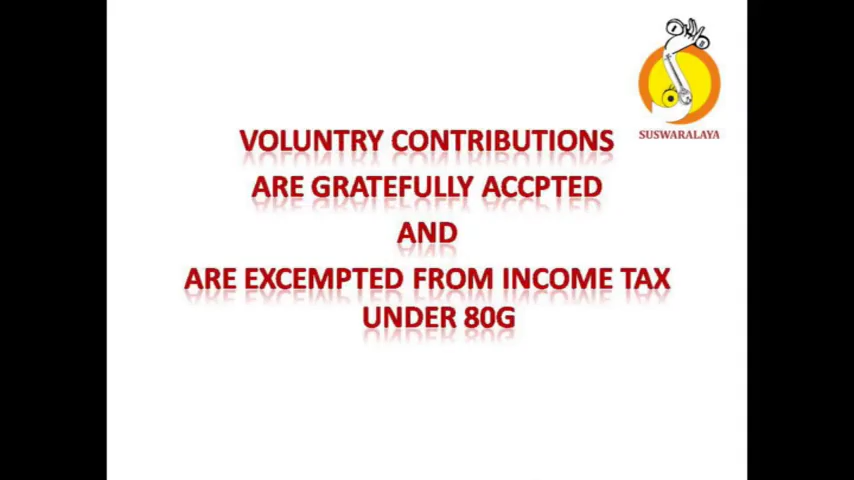 SUSWARALAYA
VOLUNTRY CONTRIBUTIONS
ARE GRATEFULLY ACCPTED
AND
ARE EXCEMPTED FROM INCOME TAX
UNDER 80G